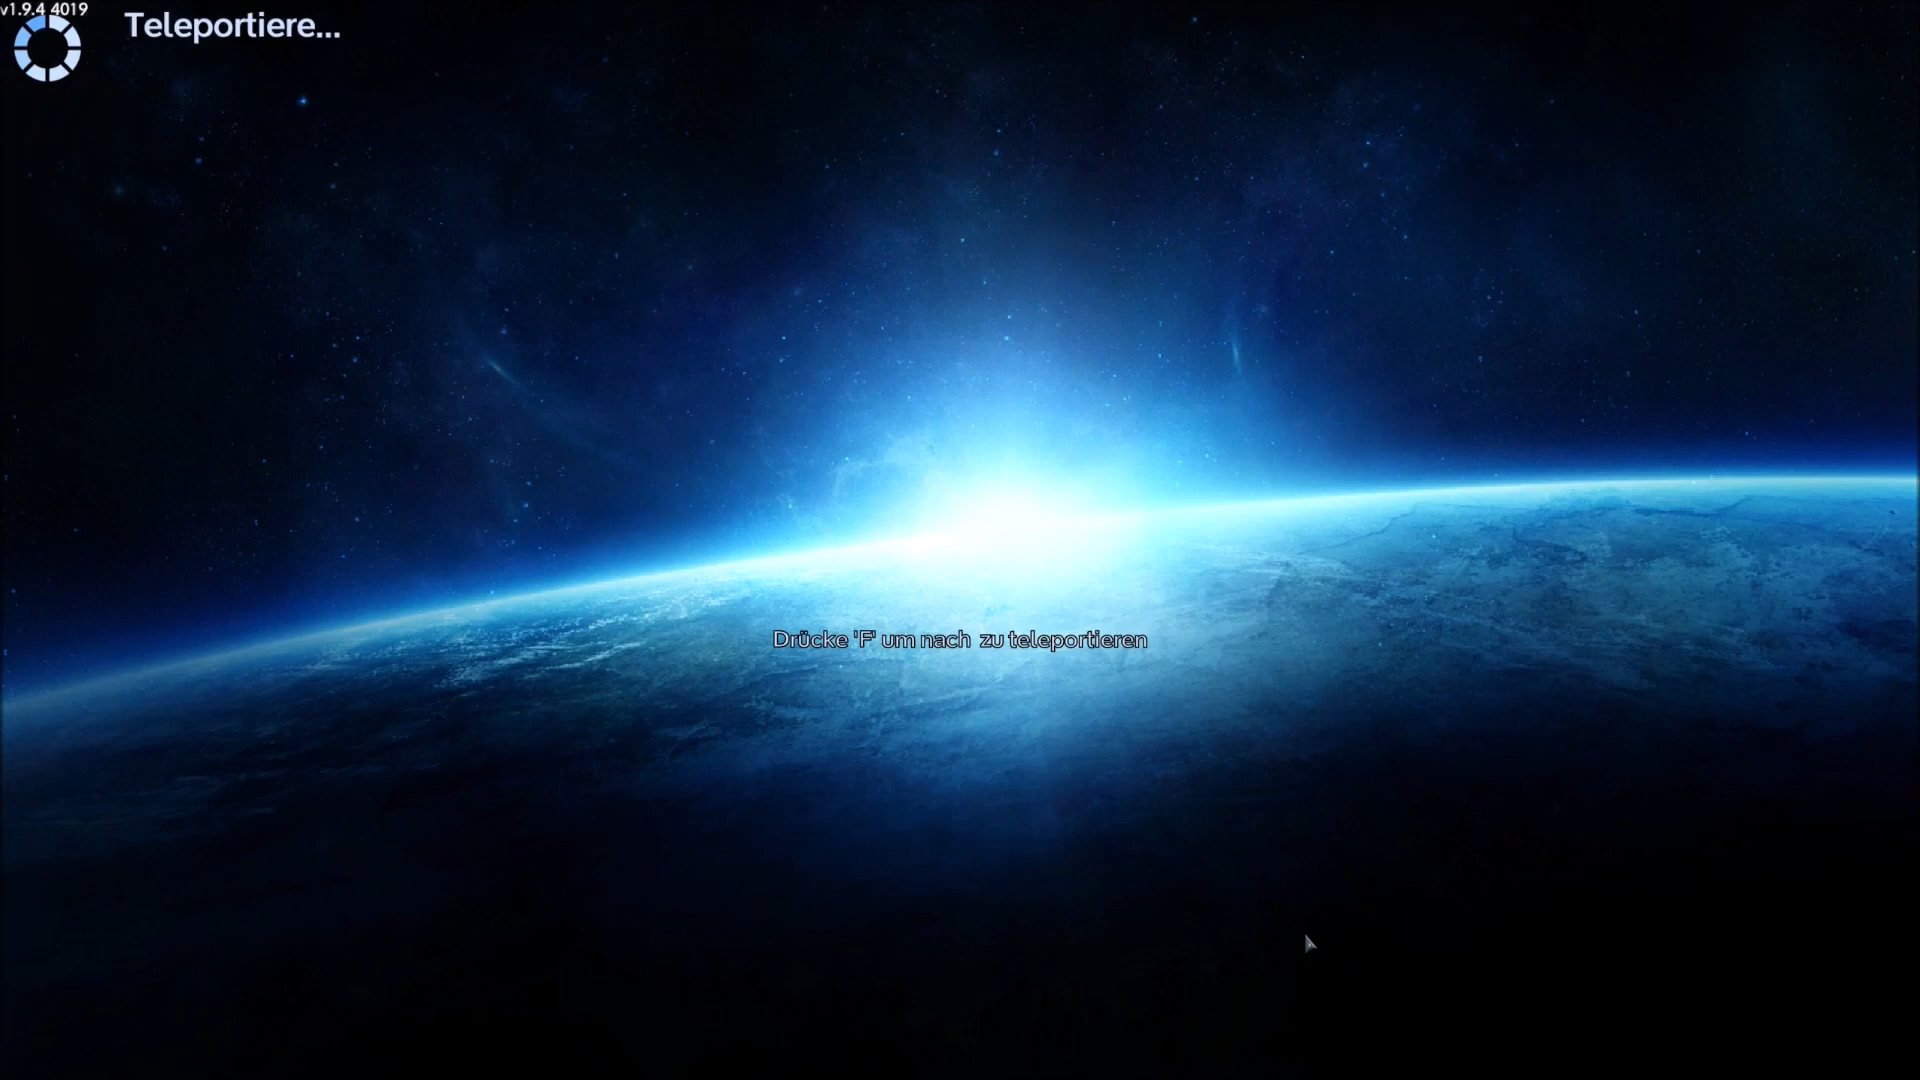 v1.9.4 4019
Teleportiere...
Drücke 'F' um nach  zu teleportieren